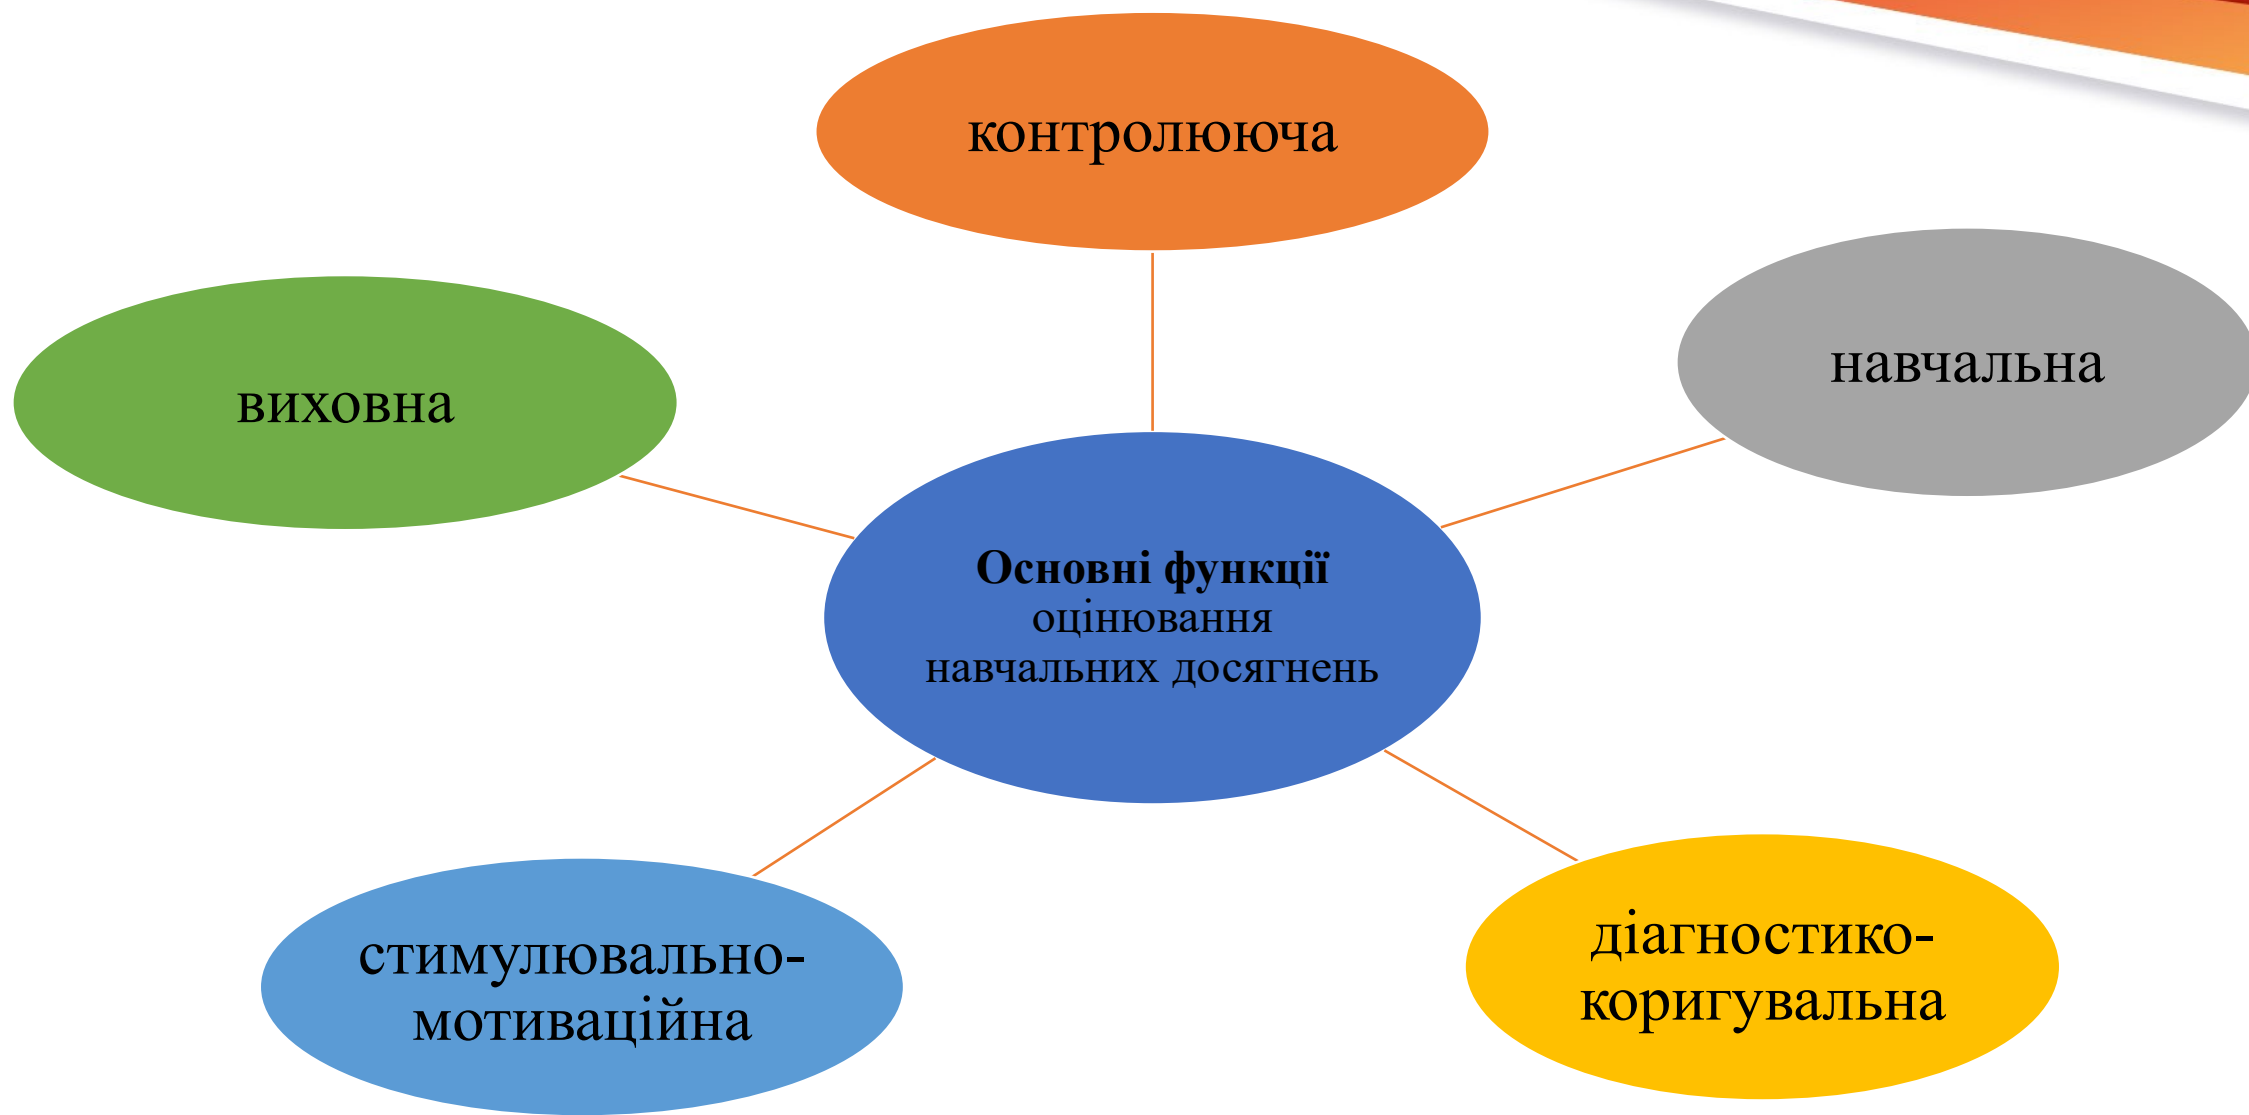 контролююча
навчальна
виховна
Основні функції
оцінювання
навчальних досягнень
стимулювально-
мотиваційна
діагностико-
коригувальна